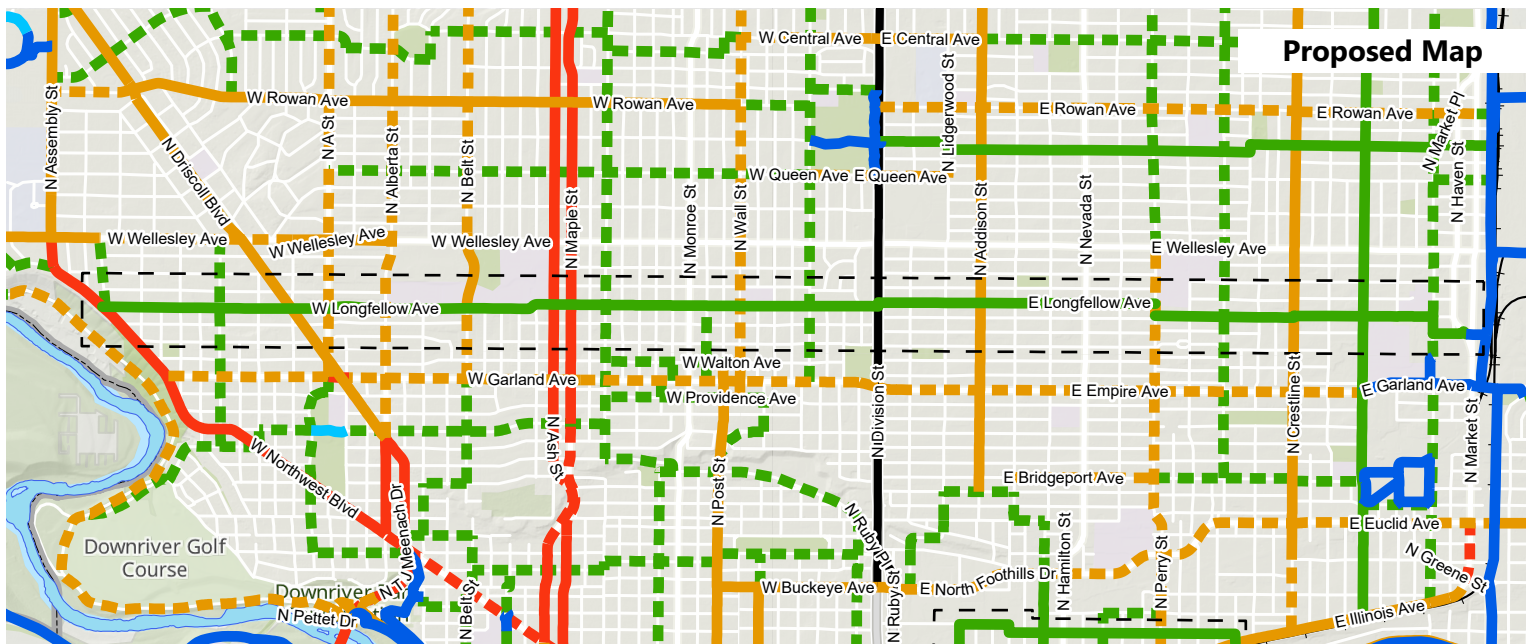 Proposed Map
W Central Ave
E Central Ave
N Assembly St
W Rowan Ave
W Rowan Ave
E Rowan Ave
E Rowan Ave
N Driscoll Blvd
N A St
N Alberta St
N Belt St
N Maple St
N Monroe St
N Wall St
N Lidgerwood St
N Addison St
N Nevada St
N Market Pl
N Haven St
W Queen Ave
E Queen Ave
W Wellesley Ave
W Wellesley Ave
W Wellesley Ave
E Wellesley Ave
W Longfellow Ave
E Longfellow Ave
W Walton Ave
W Garland Ave
W Providence Ave
E Empire Ave
E Garland Ave
N Division St
N Crestline St
N Market St
N Ash St
W Northwest Blvd
N Post St
E Bridgeport Ave
N T J Meenach Dr
N Ruby St
E Euclid Ave
N Hamilton St
N Perry St
N Greene St
Downriver Golf
Course
W Buckeye Ave
E North Foothills Dr
N Belt St
N Pettet Dr
E Illinois Ave